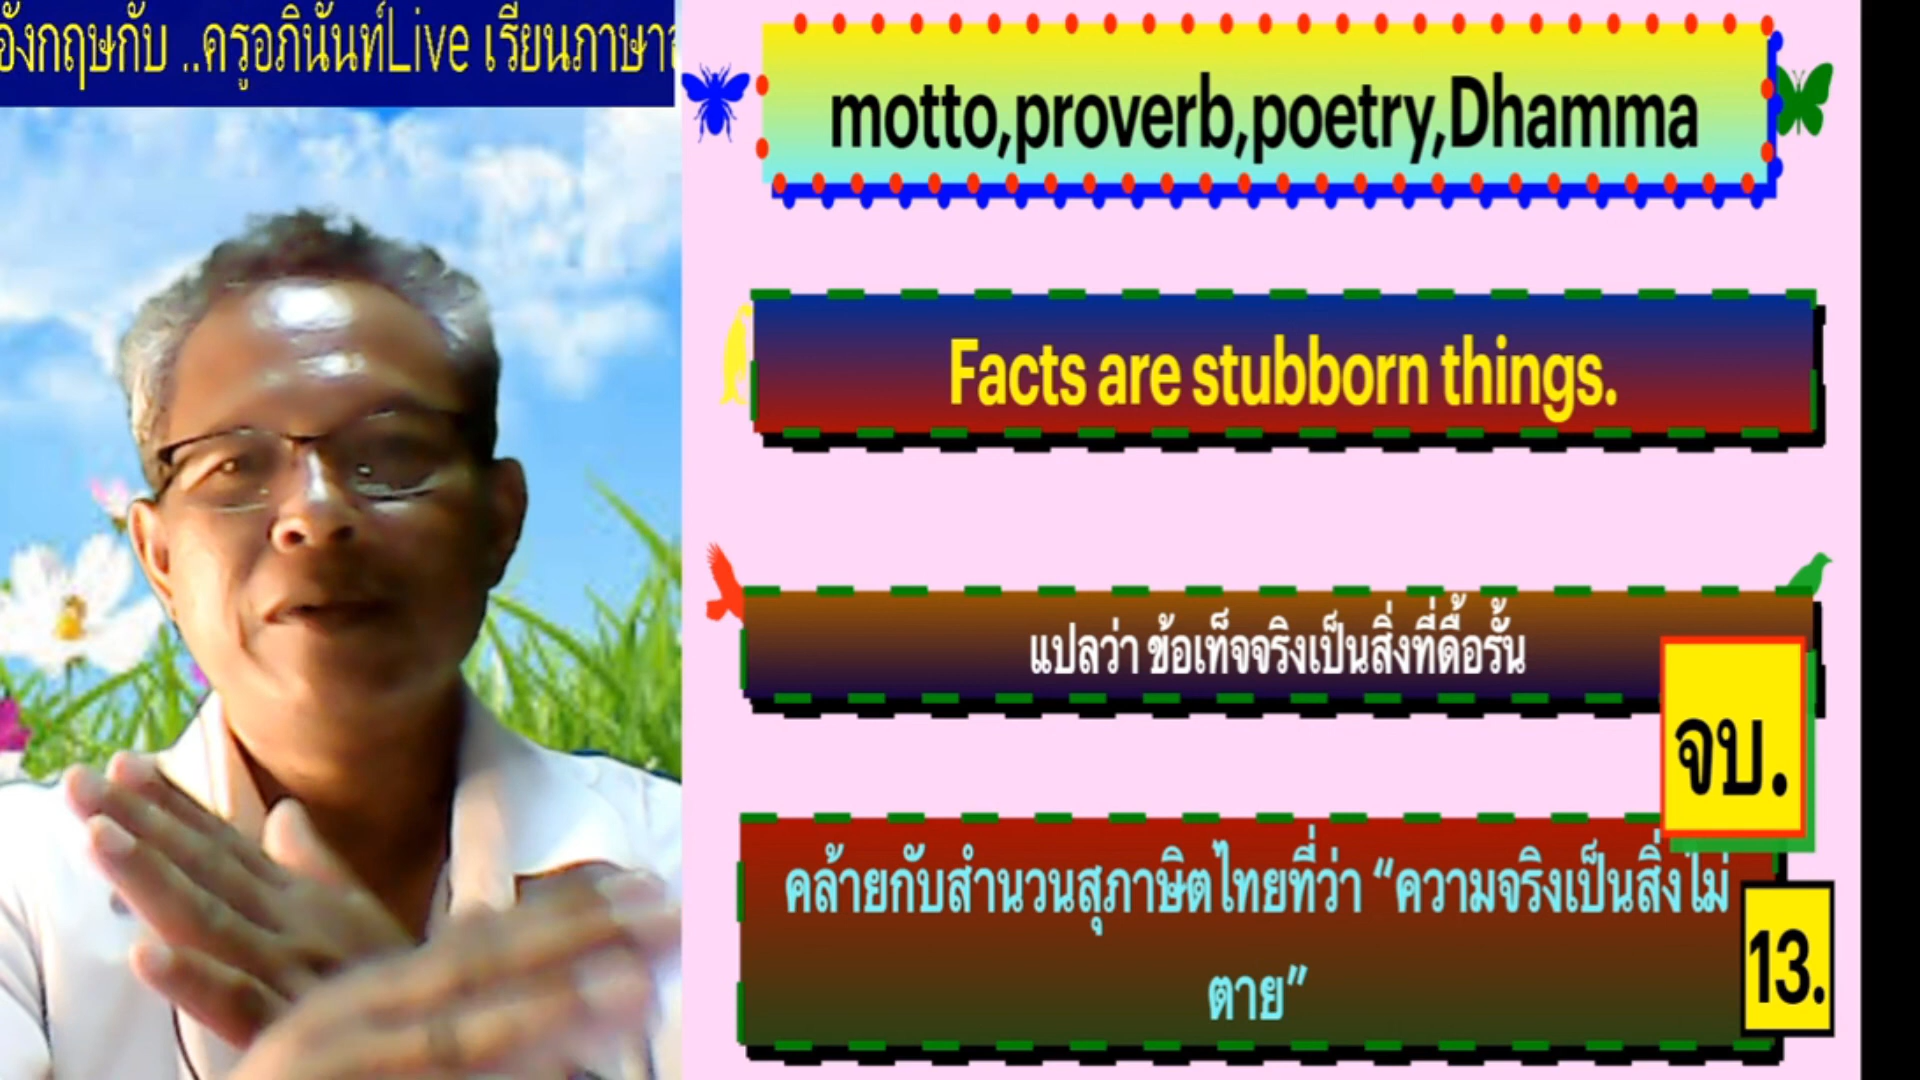 อังกฤษกับ ..ครูอภินันท์Live เรียนภาษา
motto,proverb,poetry,Dhamma
Facts are stubborn things.
แปลว่า ข้อเท็จจริงเป็นสิ่งที่ดื้อรั้น
จบ.
คล้ายกับสำนวนสุภาษิตไทยที่ว่า “ความจริงเป็นสิ่งไม่
ตาย”
13.